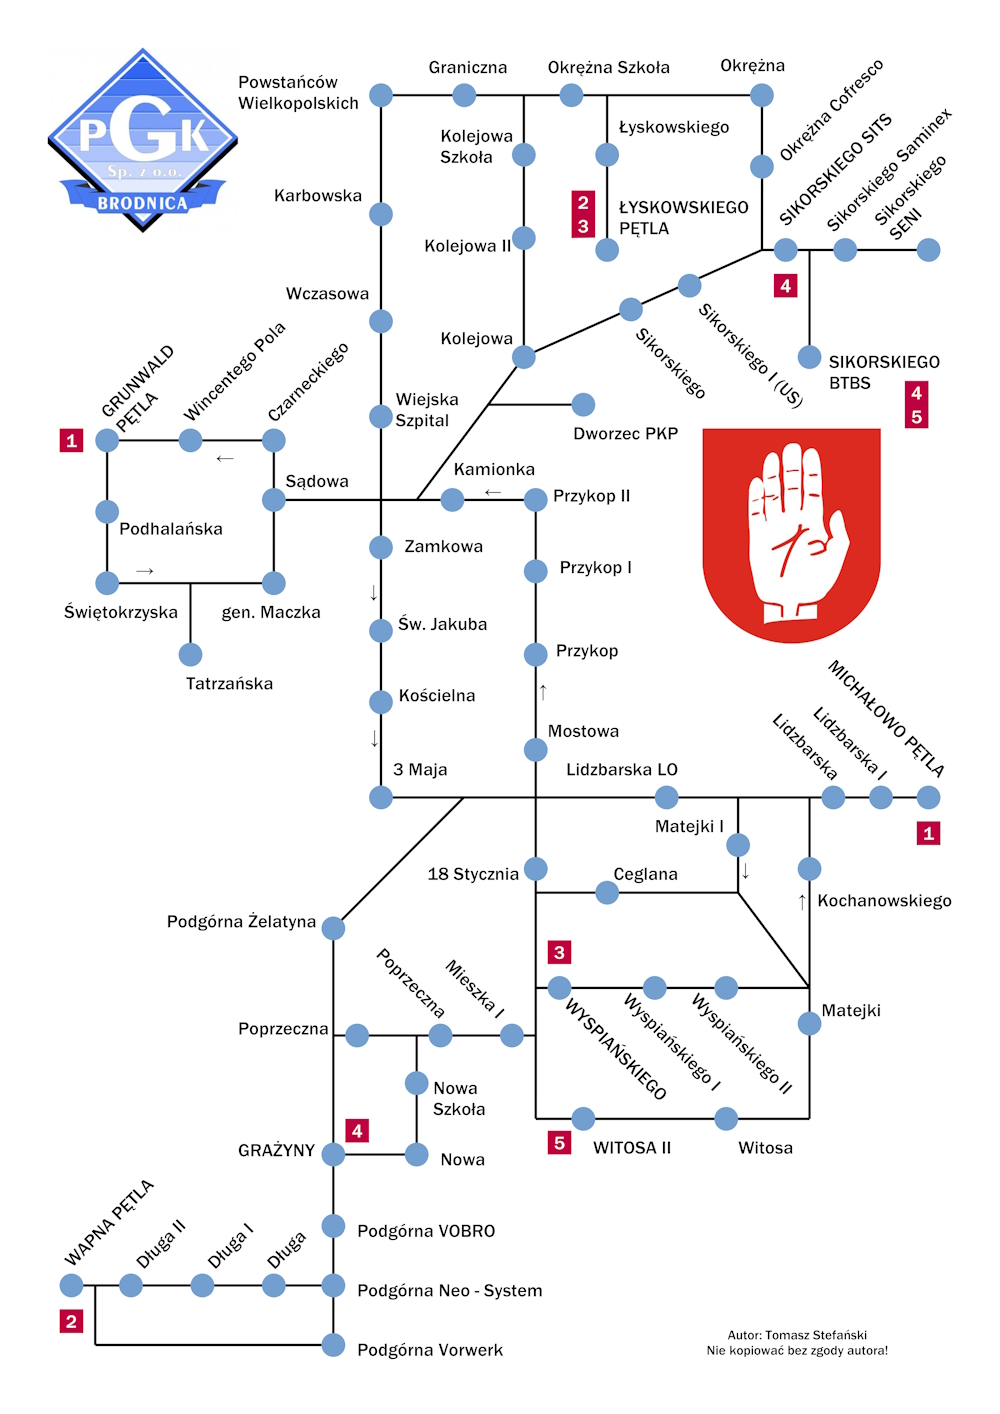 PGK
Sp. z o.o.
BRODNICA
Powstańców
Wielkopolskich
Graniczna
Okrężna Szkoła
Okrężna
Okrężna Cofresco
SIKORSKIEGO SITS
Sikorskiego Saminex
Sikorskiego
SENI
Kolejowa
Szkoła
Łyskowskiego
Karbowska
2
3
ŁYSKOWSKIEGO
PĘTLA
Kolejowa II
4
Wczasowa
Kolejowa
Sikorskiego
Sikorskiego I (US)
SIKORSKIEGO
BTBS
4
5
GRUNWALD
PĘTLA
Wincentego Pola
Czarneckiego
1
←
Wiejska
Szpital
Dworzec PKP
Sądowa
Kamionka
←
Przykop II
Podhalańska
Zamkowa
Przykop I
→
↓
Świętokrzyska
gen. Maczka
Św. Jakuba
Przykop
Tatrzańska
Kościelna
↑
↓
Mostowa
3 Maja
Lidzbarska LO
Lidzbarska
Lidzbarska I
MICHAŁOWO PĘTLA
1
Matejki I
↓
18 Stycznia
Ceglana
↑
Kochanowskiego
Podgórna Żelatyna
3
Poprzeczna
Mieszka I
WYSPIAŃSKIEGO
Wyspiańskiego I
Wyspiańskiego II
Matejki
Poprzeczna
Nowa
Szkoła
4
GRAŻYNY
Nowa
5
WITOSA II
Witosa
WAPNA PĘTLA
Długa II
Długa I
Długa
Podgórna VOBRO
2
Podgórna Neo - System
Podgórna Vorwerk
Autor: Tomasz Stefański
Nie kopiować bez zgody autora!